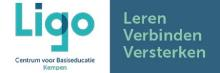 Ligo
Centrum voor Basiseducatie
Kempen
Leren
Verbinden
Versterken